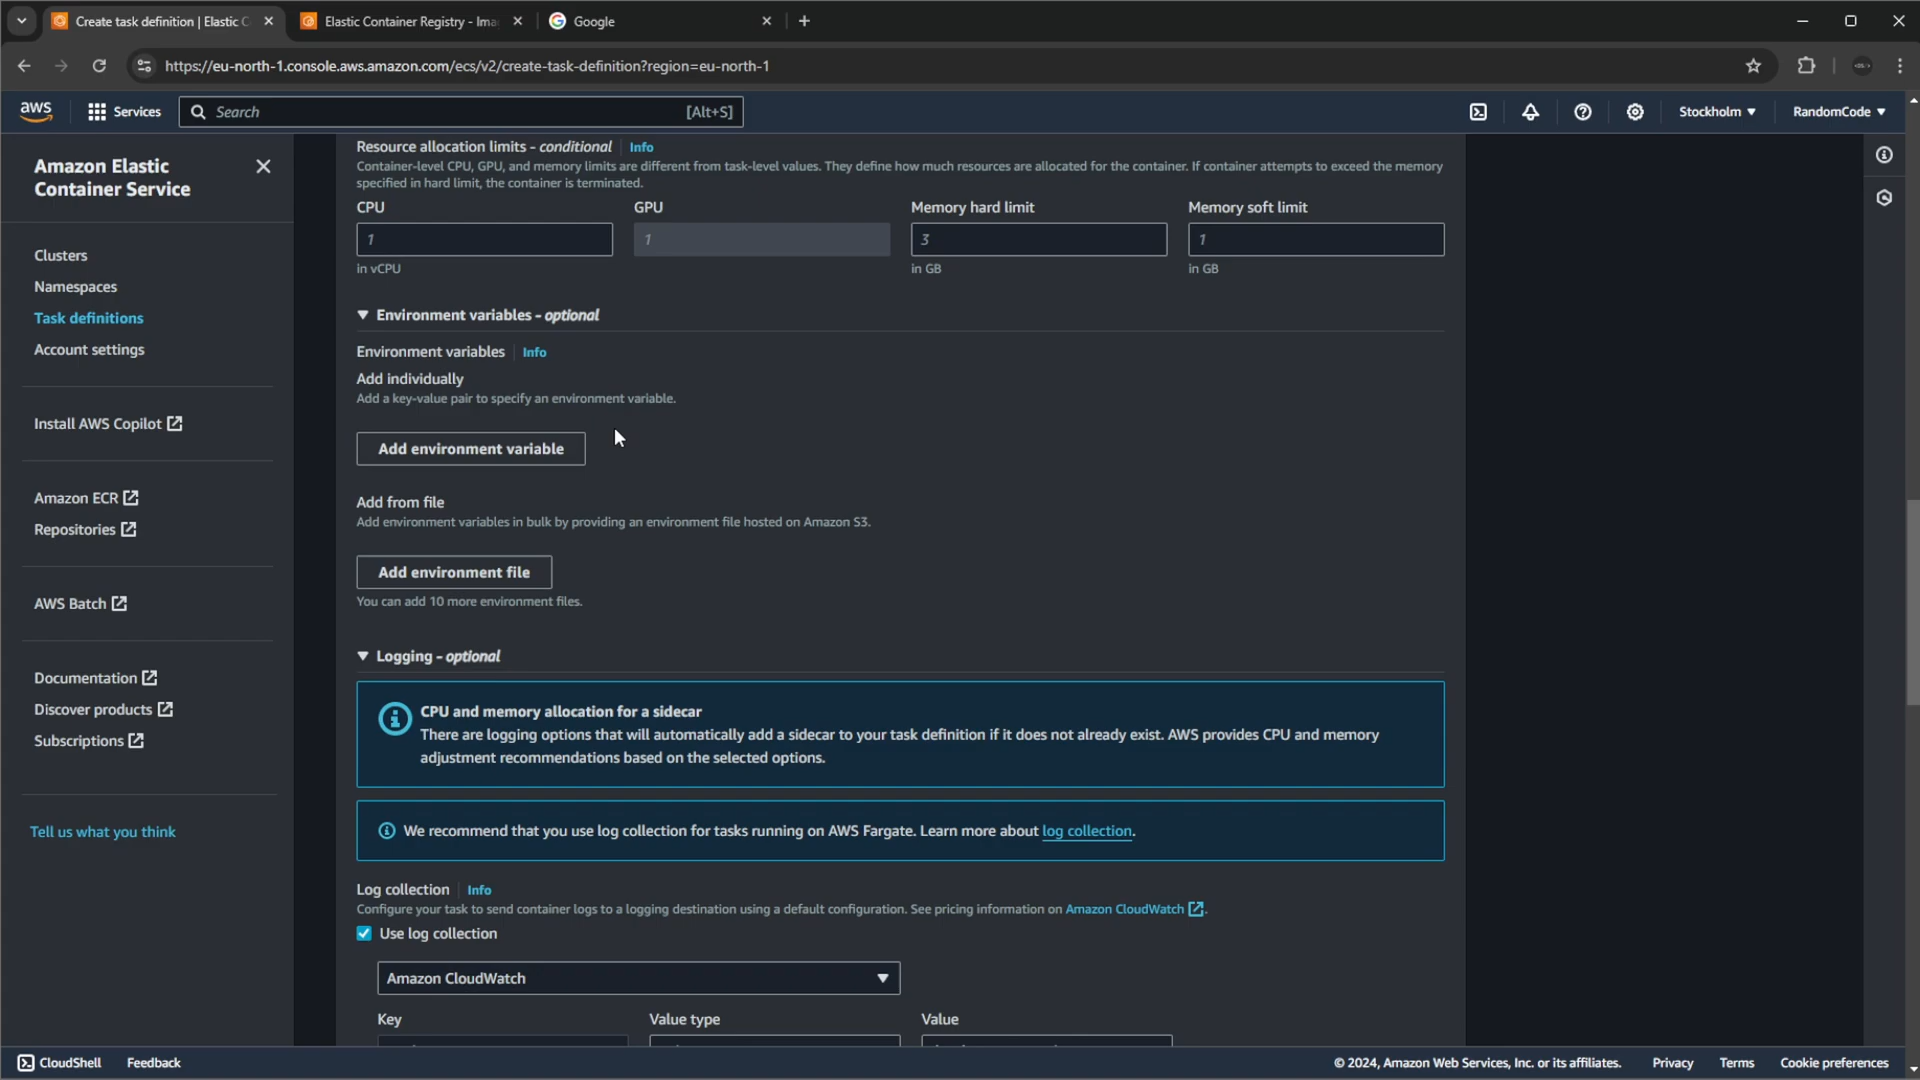 Create task definition | Elastic C
Elastic Container Registry - Ima
Google
https://eu-north-1.console.aws.amazon.com/ecs/v2/create-task-definition?region=eu-north-1
aws
Services
Search
[Alt+S]
Stockholm
RandomCode
Amazon Elastic
Container Service
Clusters
Namespaces
Task definitions
Account settings
Install AWS Copilot
Amazon ECR
Repositories
AWS Batch
Documentation
Discover products
Subscriptions
Tell us what you think
Resource allocation limits - conditional
Info
Container-level CPU, GPU, and memory limits are different from task-level values. They define how much resources are allocated for the container. If container attempts to exceed the memory
specified in hard limit, the container is terminated.
CPU
GPU
Memory hard limit
Memory soft limit
1
1
3
1
in vCPU
in GB
in GB
Environment variables - optional
Environment variables
Info
Add individually
Add a key-value pair to specify an environment variable.
Add environment variable
Add from file
Add environment variables in bulk by providing an environment file hosted on Amazon S3.
Add environment file
You can add 10 more environment files.
Logging - optional
CPU and memory allocation for a sidecar
There are logging options that will automatically add a sidecar to your task definition if it does not already exist. AWS provides CPU and memory
adjustment recommendations based on the selected options.
We recommend that you use log collection for tasks running on AWS Fargate. Learn more about log collection.
Log collection
Info
Configure your task to send container logs to a logging destination using a default configuration. See pricing information on Amazon CloudWatch.
Use log collection
Amazon CloudWatch
Key
Value type
Value
CloudShell
Feedback
© 2024, Amazon Web Services, Inc. or its affiliates.
Privacy
Terms
Cookie preferences